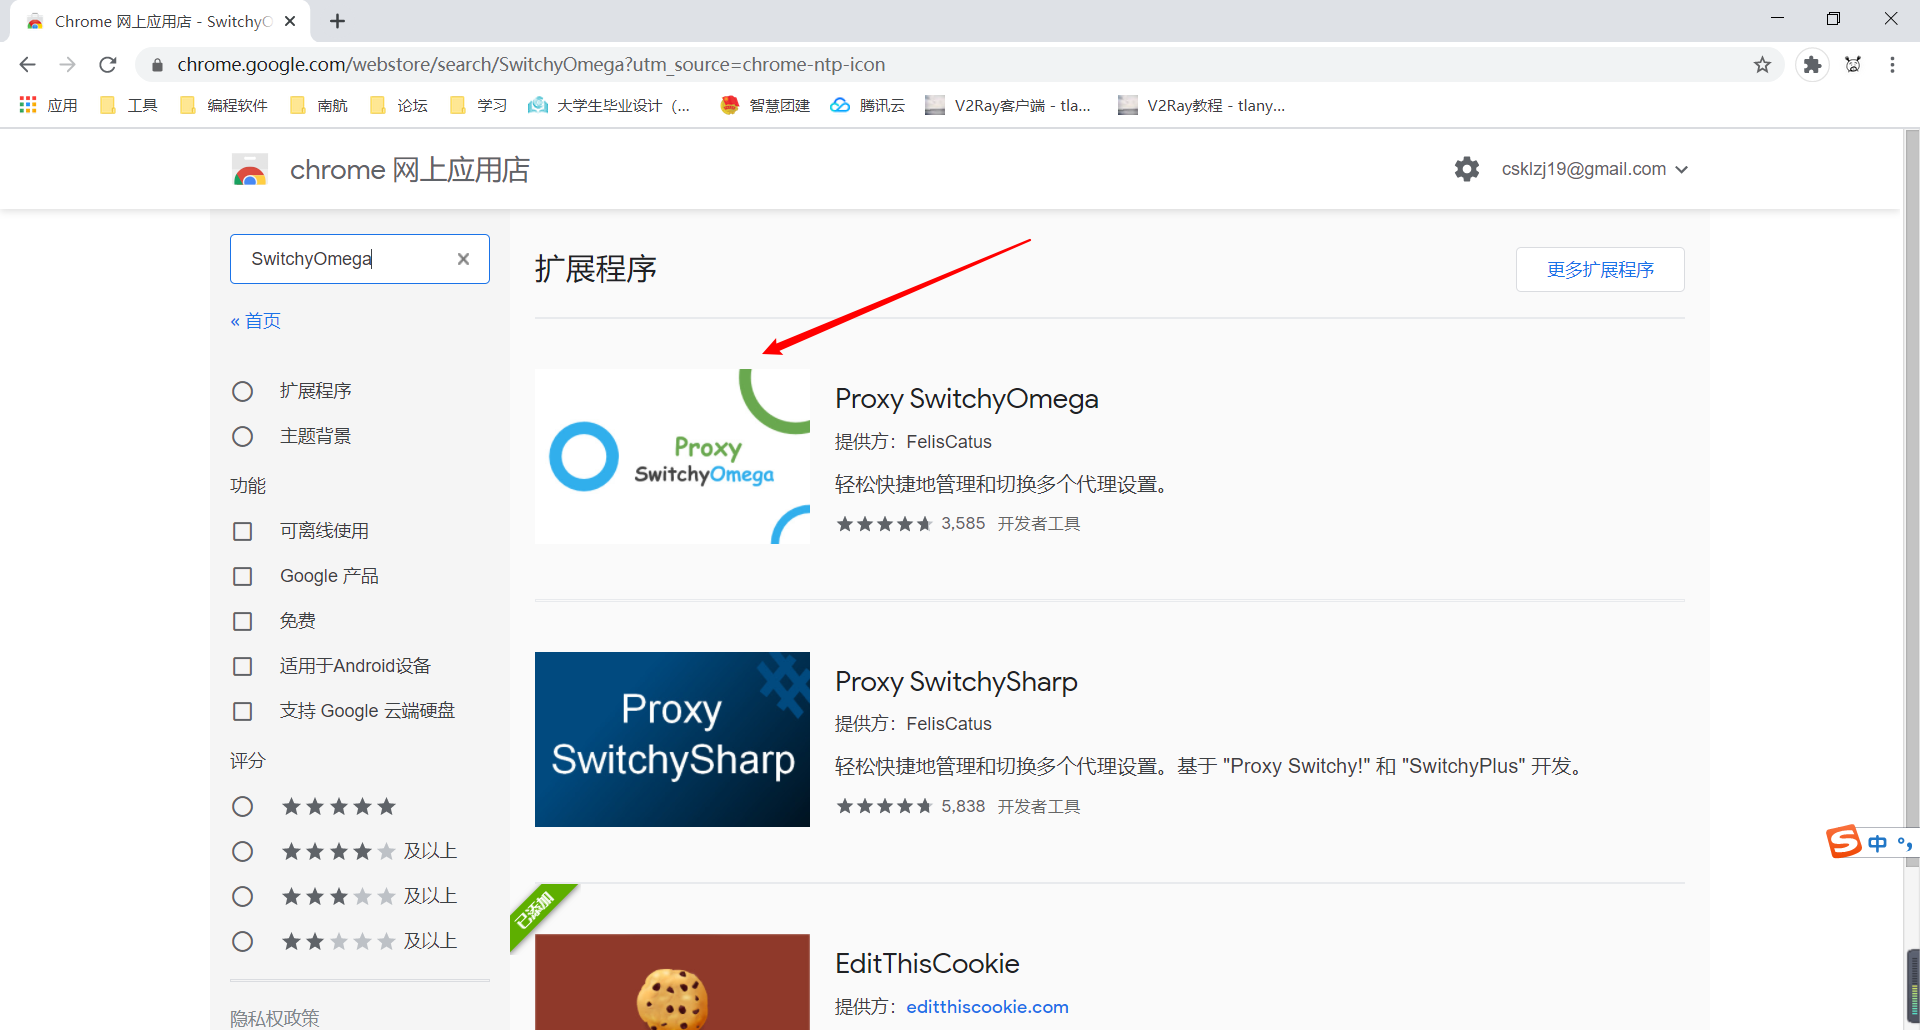 Chrome 网上应用店 - SwitchyO
chrome.google.com/webstore/search/SwitchyOmega?utm_source=chrome-ntp-icon
应用 工具 编程软件 南航 论坛 学习 大学生毕业设计（... 智慧团建 腾讯云 V2Ray客户端 - tla... V2Ray教程 - tlany...
chrome 网上应用店
csklzj19@gmail.com
SwitchyOmega
« 首页
扩展程序
主题背景
功能
可离线使用
Google 产品
免费
适用于Android设备
支持 Google 云端硬盘
评分
及以上
及以上
及以上
隐私权政策
扩展程序
更多扩展程序
Proxy
SwitchyOmega
Proxy SwitchyOmega
提供方：FelisCatus
轻松快捷地管理和切换多个代理设置。
3,585 开发者工具
Proxy
SwitchySharp
Proxy SwitchySharp
提供方：FelisCatus
轻松快捷地管理和切换多个代理设置。基于 "Proxy Switchy!" 和 "SwitchyPlus" 开发。
5,838 开发者工具
已添加
EditThisCookie
提供方：editthiscookie.com
中 °,